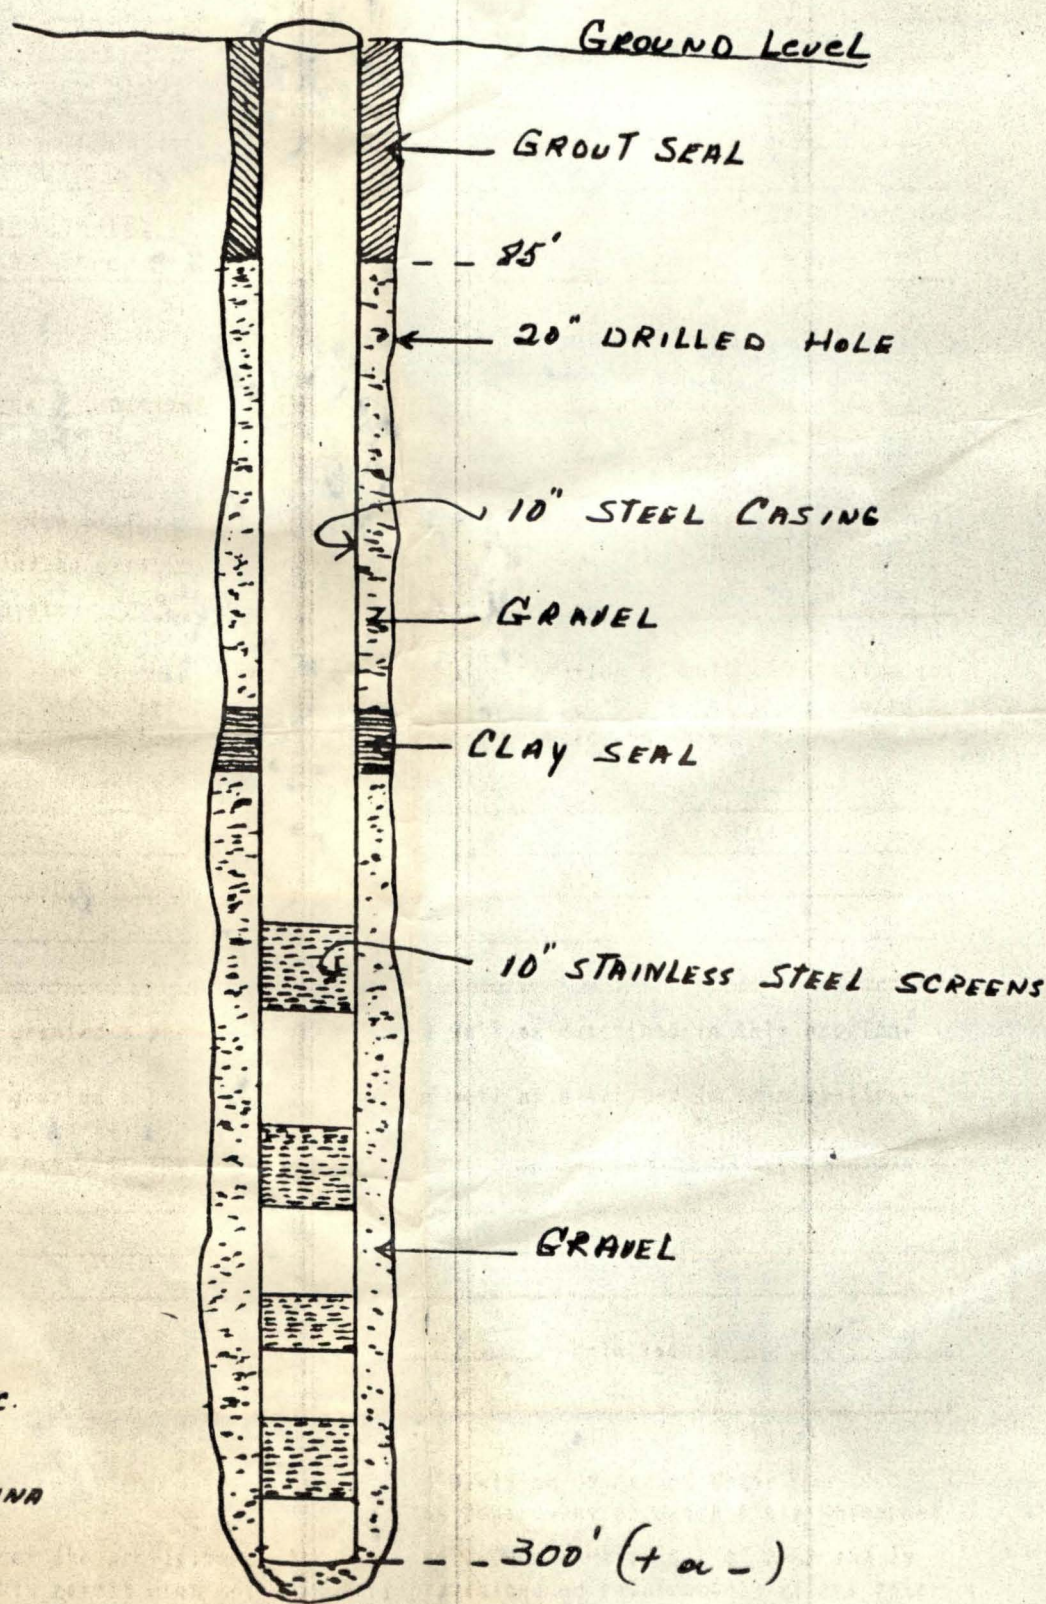 GROUND LEVEL
GROUT SEAL
85'
20" DRILLED HOLE
10" STEEL CASING
GRAVEL
CLAY SEAL
10" STAINLESS STEEL SCREENS
GRAVEL
C.
INA
300' (+ or -)